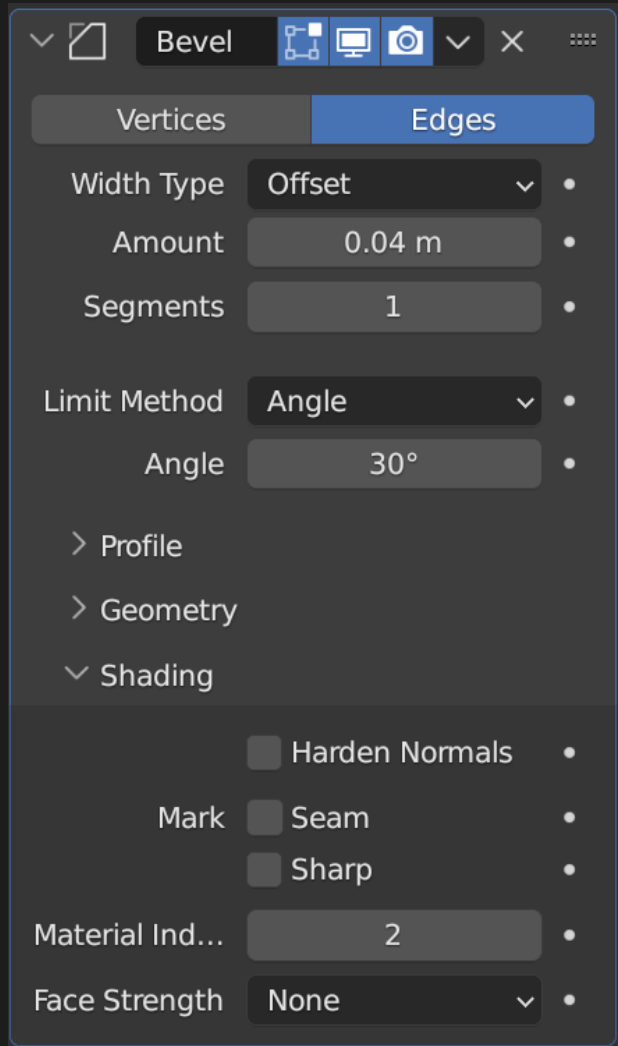 Bevel
Vertices Edges
Width Type Offset
Amount 0.04 m
Segments 1
Limit Method Angle
Angle 30°
Profile
Geometry
Shading
Harden Normals
Mark Seam
Sharp
Material Ind... 2
Face Strength None